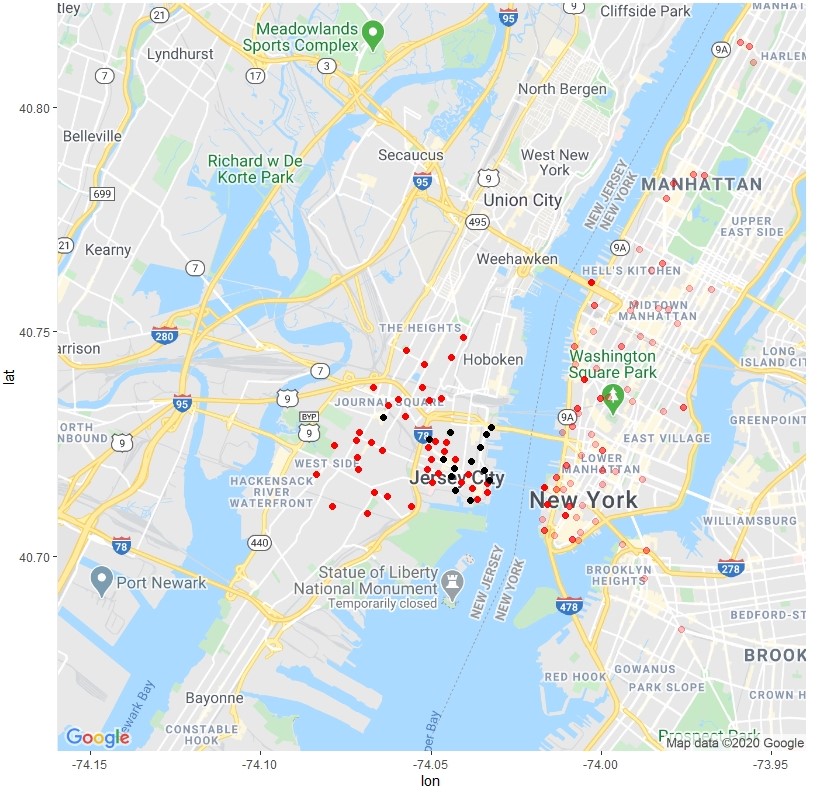 tley
21
95
9
Cliffside Park
MANHAT
Meadowlands
Sports Complex
Lyndhurst
3
9A
HARLEM
7
17
North Bergen
40.80
Belleville
Secaucus
West New
York
Richard w De
Korte Park
95
9
MANHATTAN
699
Union City
NEW JERSEY
NEW YORK
495
UPPER
EAST SIDE
21
Kearny
9A
Weehawken
7
HELL'S KITCHEN
MIDTOWN
MANHATTAN
40.75
THE HEIGHTS
280
arrison
Hoboken
Washington
Square Park
LONG
ISLAND CIT
7
95
9
JOURNAL SQUARE
BYP
9
9A
GREENPOINT
ORTH
NBOUND
9
78
EAST VILLAGE
WEST SIDE
LOWER
MANHATTAN
Jersey City
HACKENSACK
RIVER
WATERFRONT
New York
WILLIAMSBURG
440
78
40.70
Port Newark
Statue of Liberty
National Monument
Temporarily closed
NEW JERSEY
NEW YORK
BROOKLYN
HEIGHTS
278
478
BEDFORD-ST
BROOK
GOWANUS
RED HOOK
PARK SLOPE
CROWN H
Bayonne
ewark Bay
CONSTABLE
HOOK
per Bay
Prospect Park
Google
Map data ©2020 Google
-74.15
-74.10
-74.05
-74.00
-73.95
lon
lat